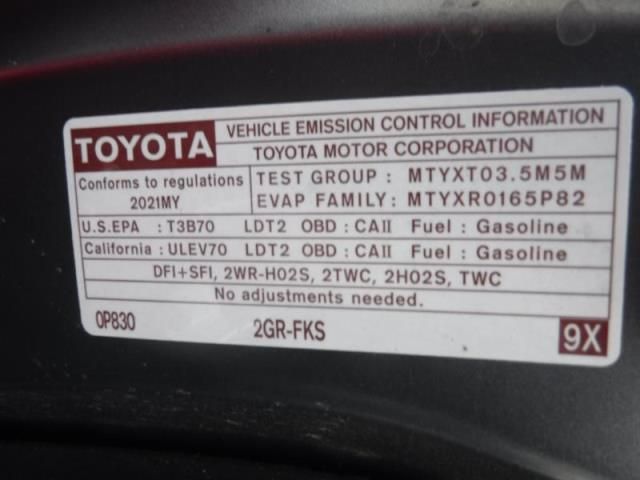 TOYOTA
VEHICLE EMISSION CONTROL INFORMATION
TOYOTA MOTOR CORPORATION
Conforms to regulations
2021MY
TEST GROUP : MTYXT03.5M5M
EVAP FAMILY: MTYXR0165P82
U.S.EPA : T3B70 LDT2 OBD : CAII Fuel : Gasoline
California : ULEV70 LDT2 OBD : CAII Fuel : Gasoline
DFI+SFI, 2WR-HO2S, 2TWC, 2HO2S, TWC
No adjustments needed.
0P830 2GR-FKS 9X